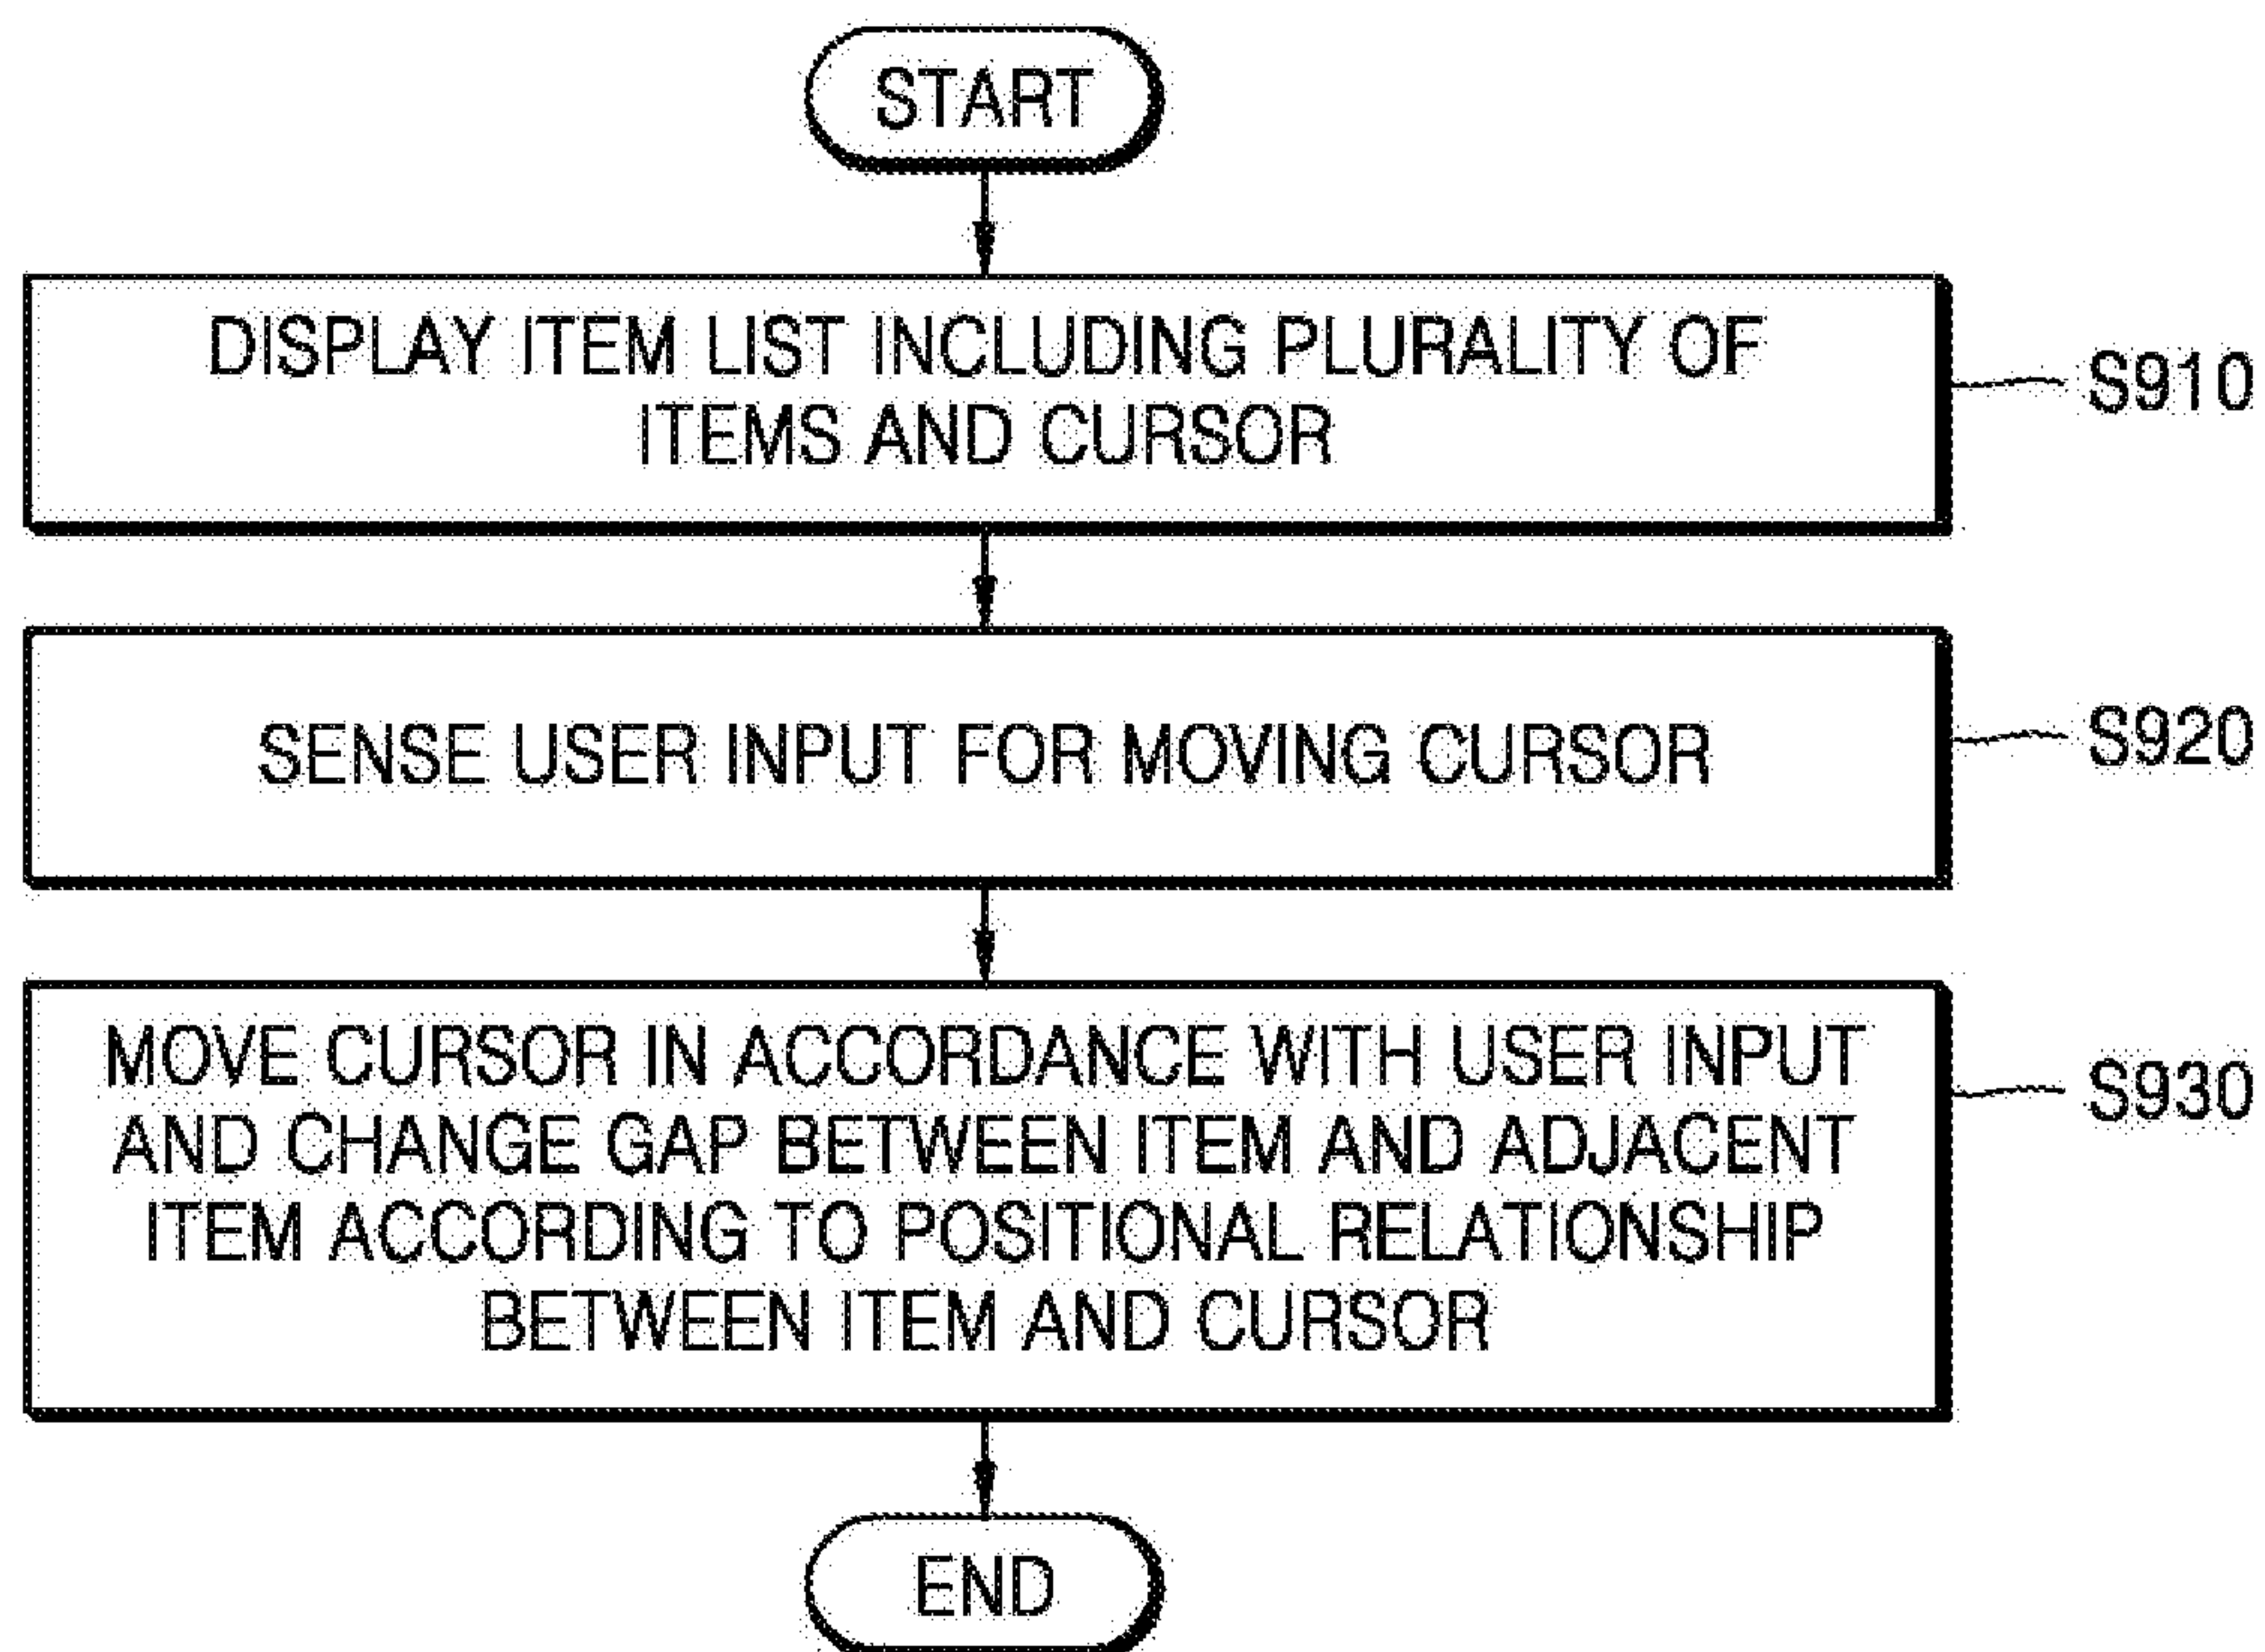 START
DISPLAY ITEM LIST INCLUDING PLURALITY OF
ITEMS AND CURSOR
S910
SENSE USER INPUT FOR MOVING CURSOR
S920
MOVE CURSOR IN ACCORDANCE WITH USER INPUT
AND CHANGE GAP BETWEEN ITEM AND ADJACENT
ITEM ACCORDING TO POSITIONAL RELATIONSHIP
BETWEEN ITEM AND CURSOR
S930
END